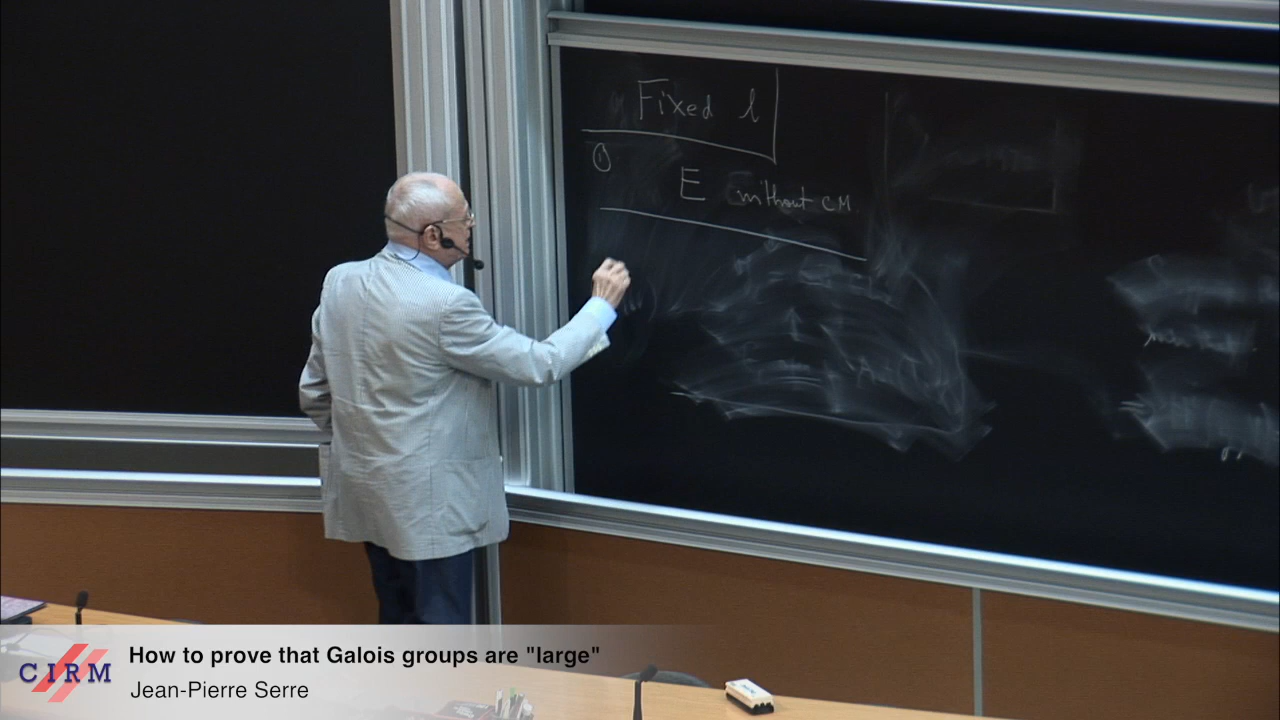 Fixed l
①
E without CM.
CIRM
How to prove that Galois groups are "large"
Jean-Pierre Serre